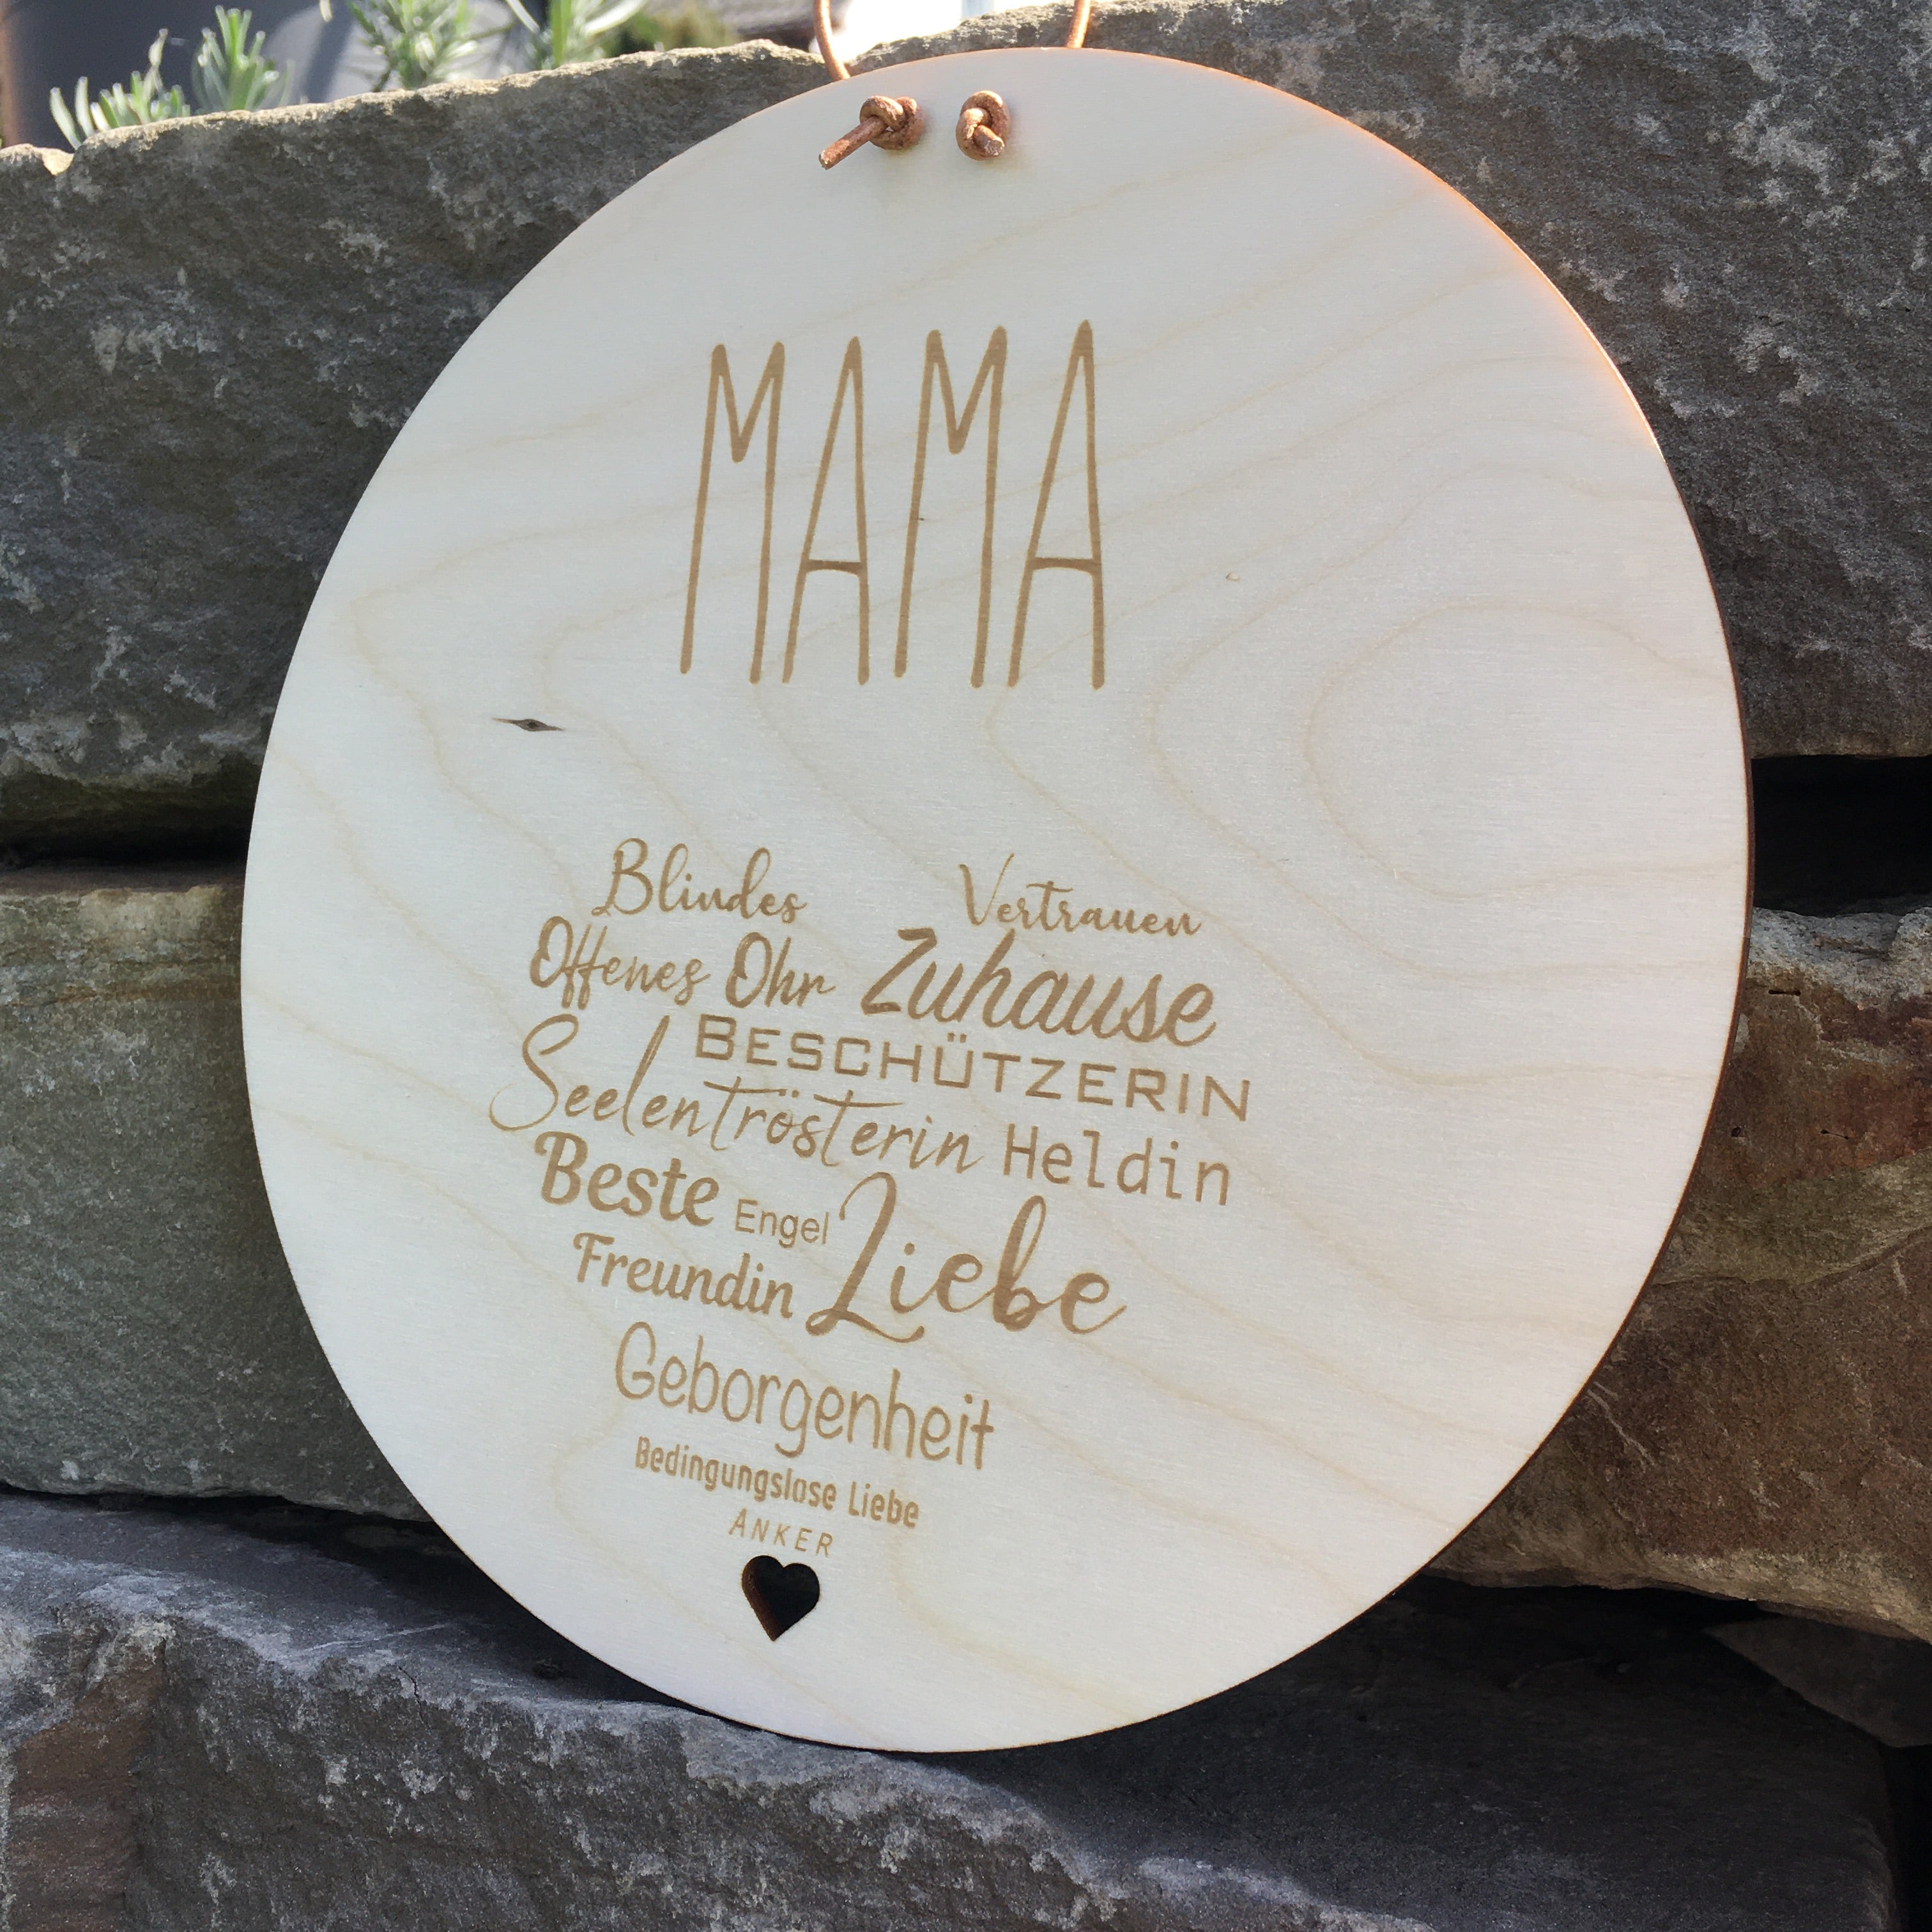 MAMA
Blindes Vertrauen
Offenes Ohr Zuhause
BESCHÜTZERIN
Seelentrösterin Heldin
Beste Engel Liebe
Freundin
Geborgenheit
Bedingungslose Liebe
ANKER